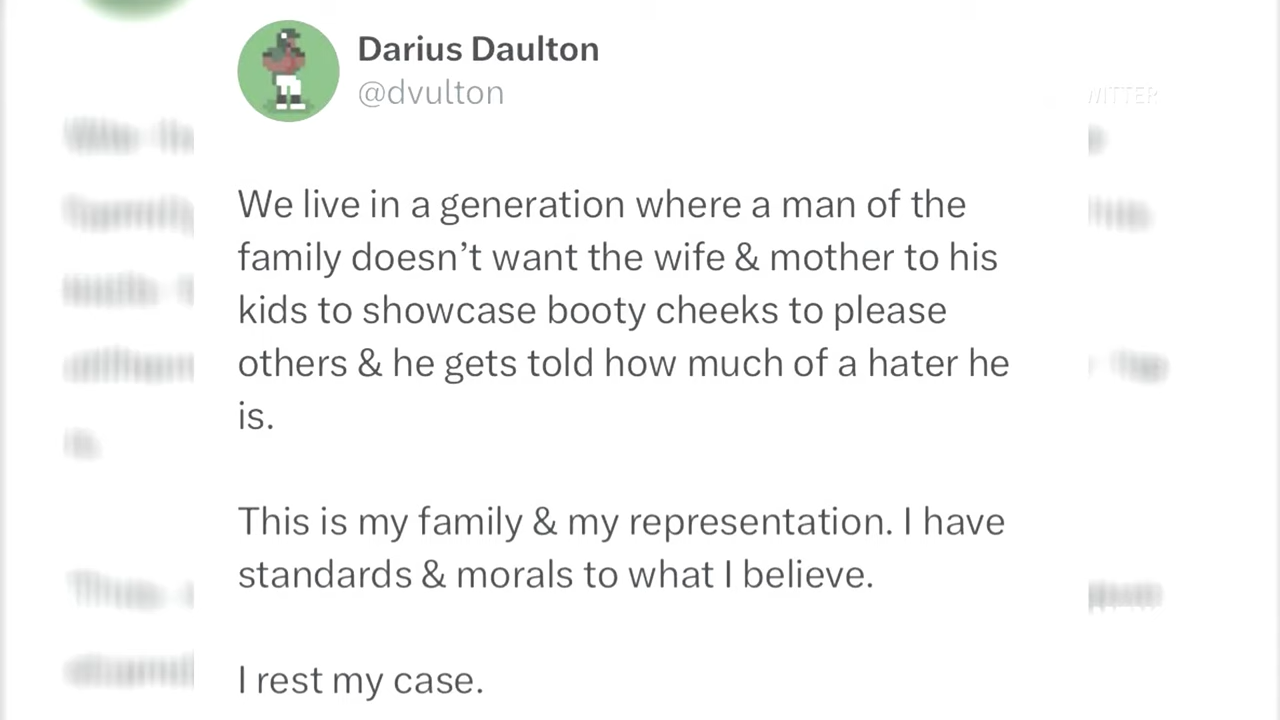 Darius Daulton
@dvulton
We live in a generation where a man of the
family doesn’t want the wife & mother to his
kids to showcase booty cheeks to please
others & he gets told how much of a hater he
is.
This is my family & my representation. I have
standards & morals to what I believe.
I rest my case.